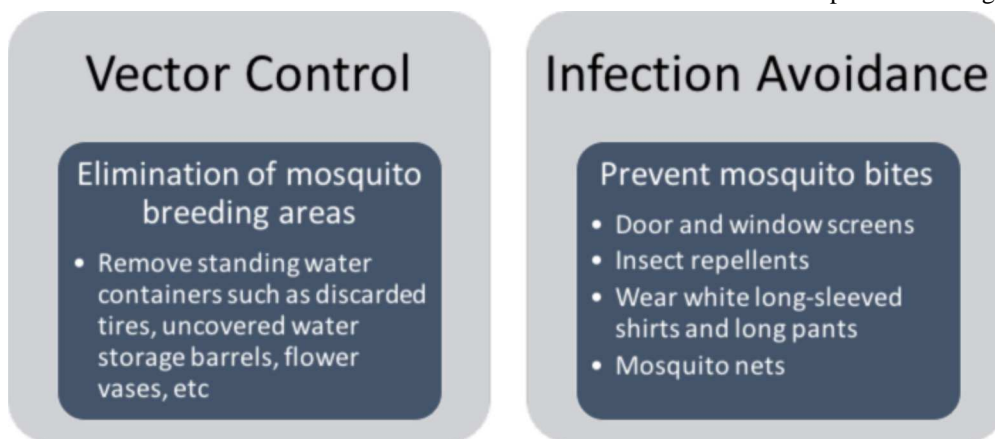 Vector Control
Elimination of mosquito
breeding areas
• Remove standing water
containers such as discarded
tires, uncovered water
storage barrels, flower
vases, etc
Infection Avoidance
Prevent mosquito bites
• Door and window screens
• Insect repellents
• Wear white long-sleeved
shirts and long pants
• Mosquito nets